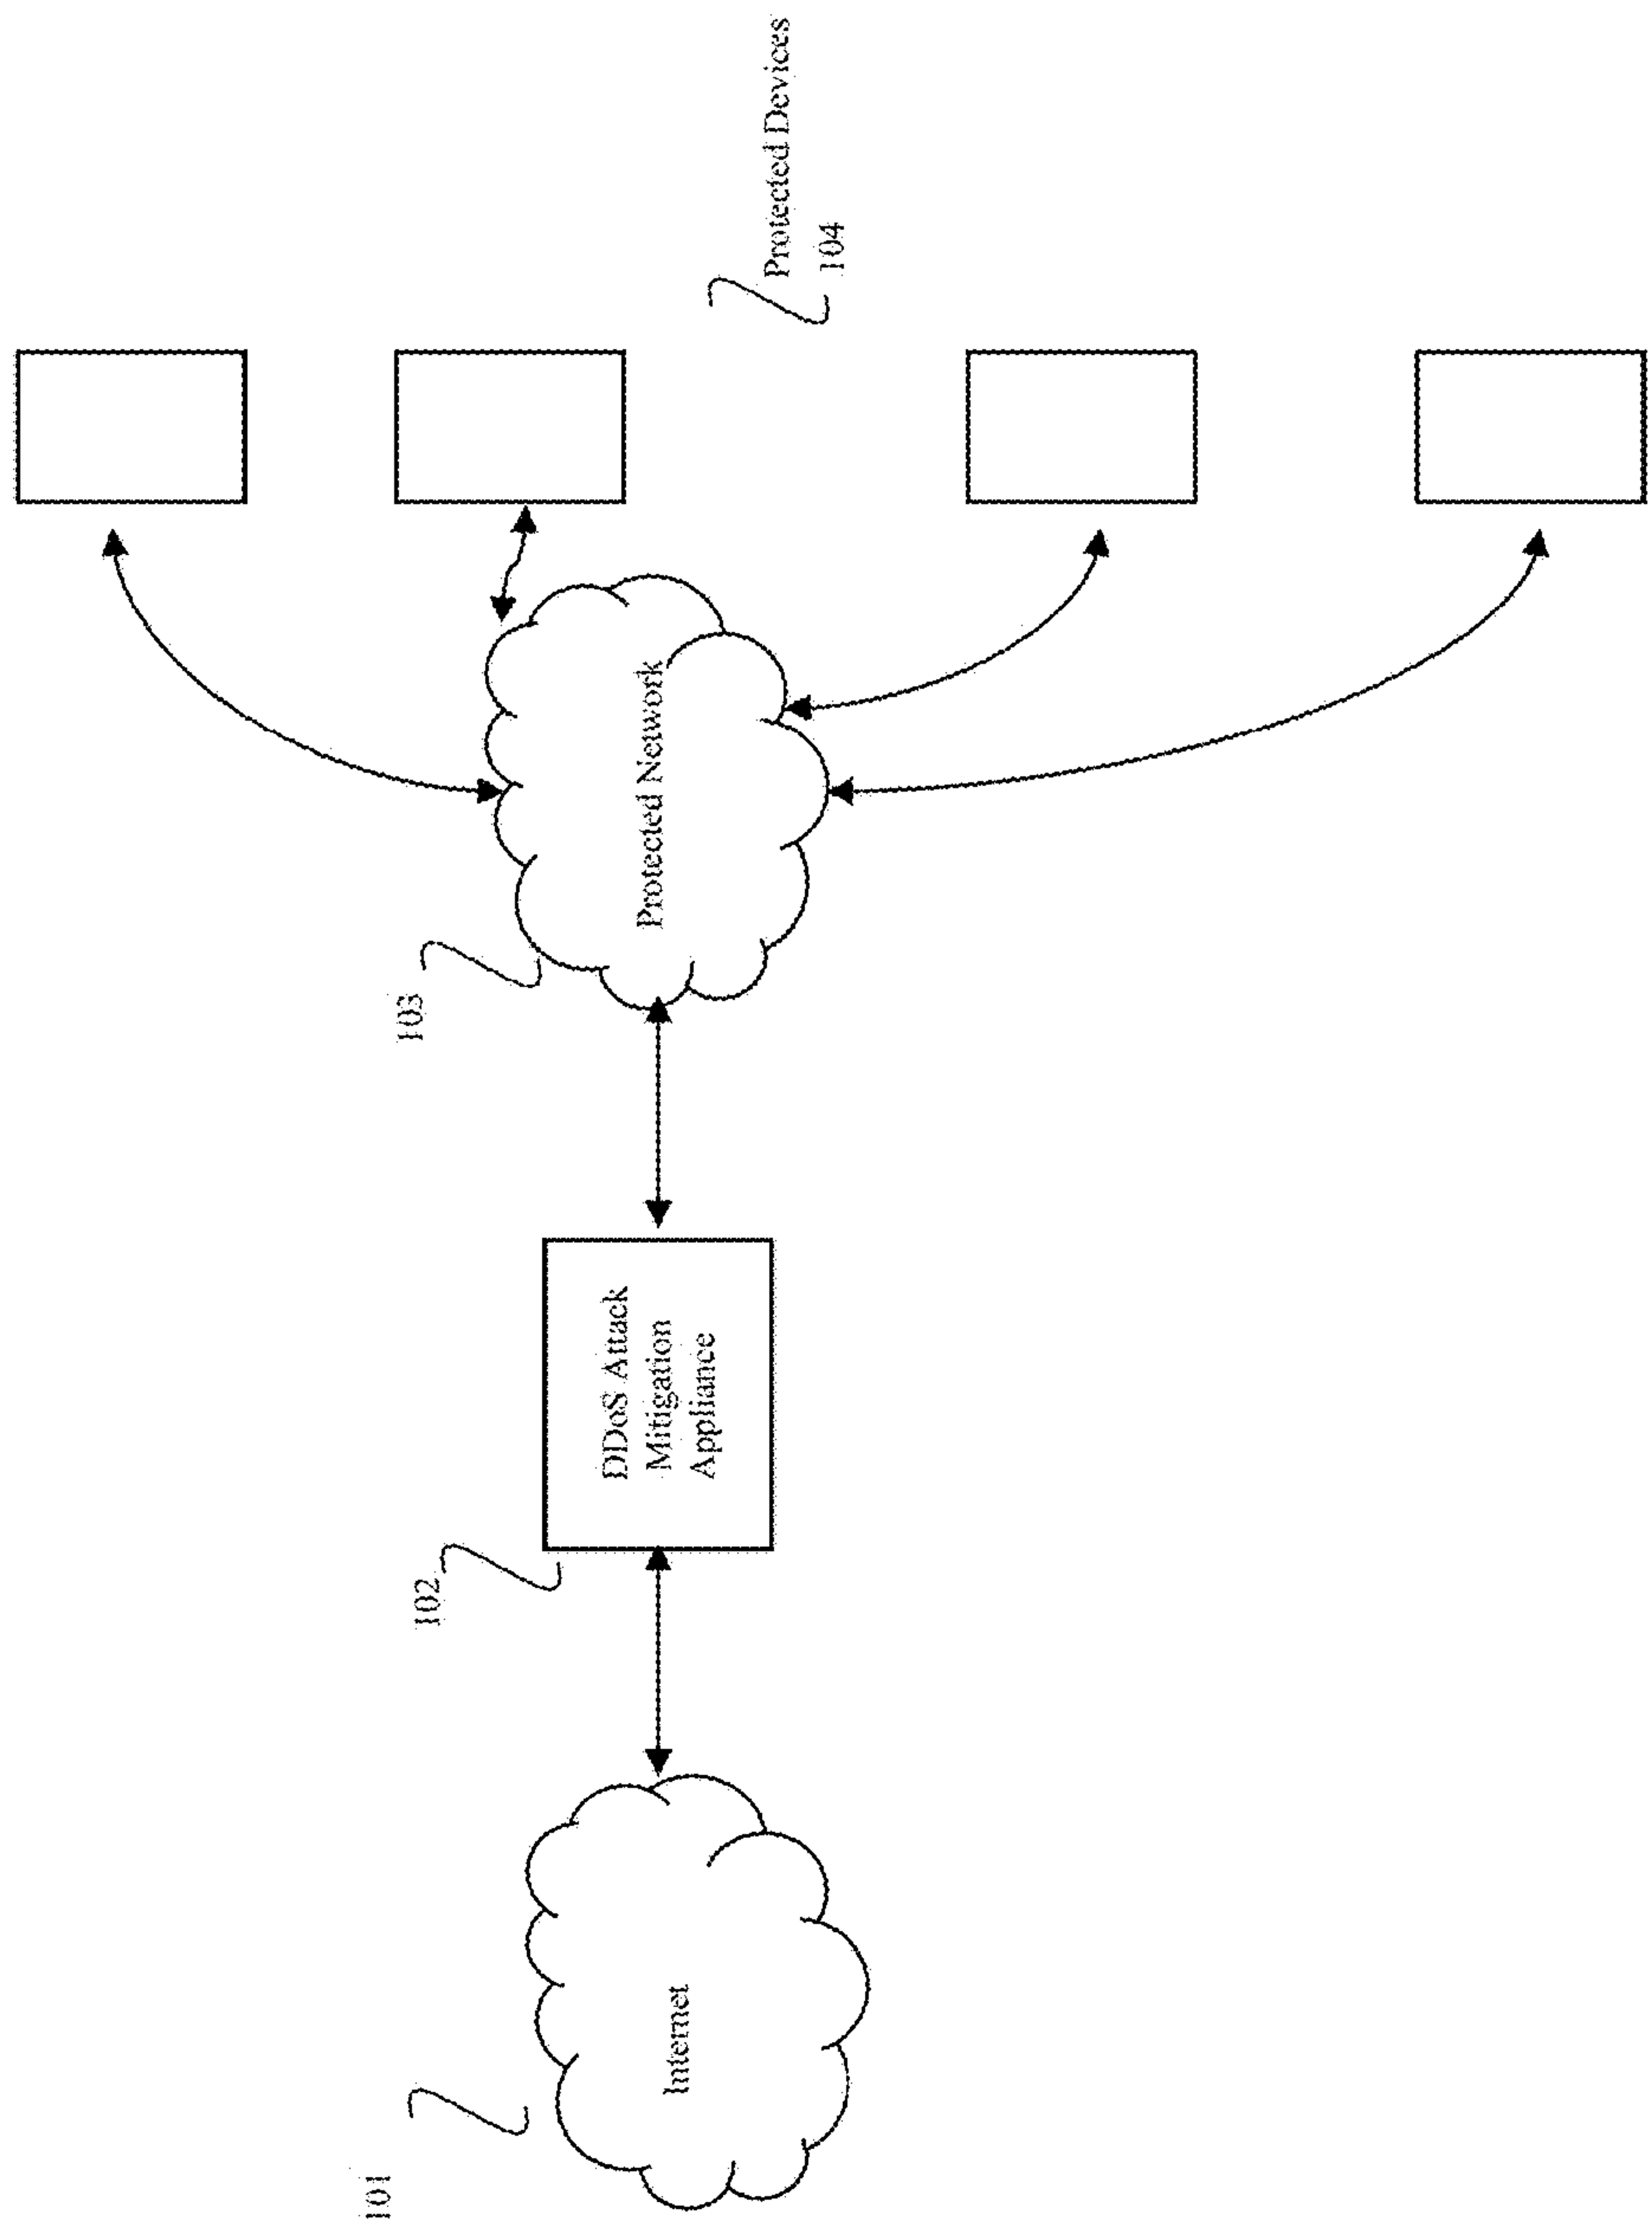 101
Internet
102
DDoS Attack
Mitigation
Appliance
103
Protected Network
Protected Devices
104